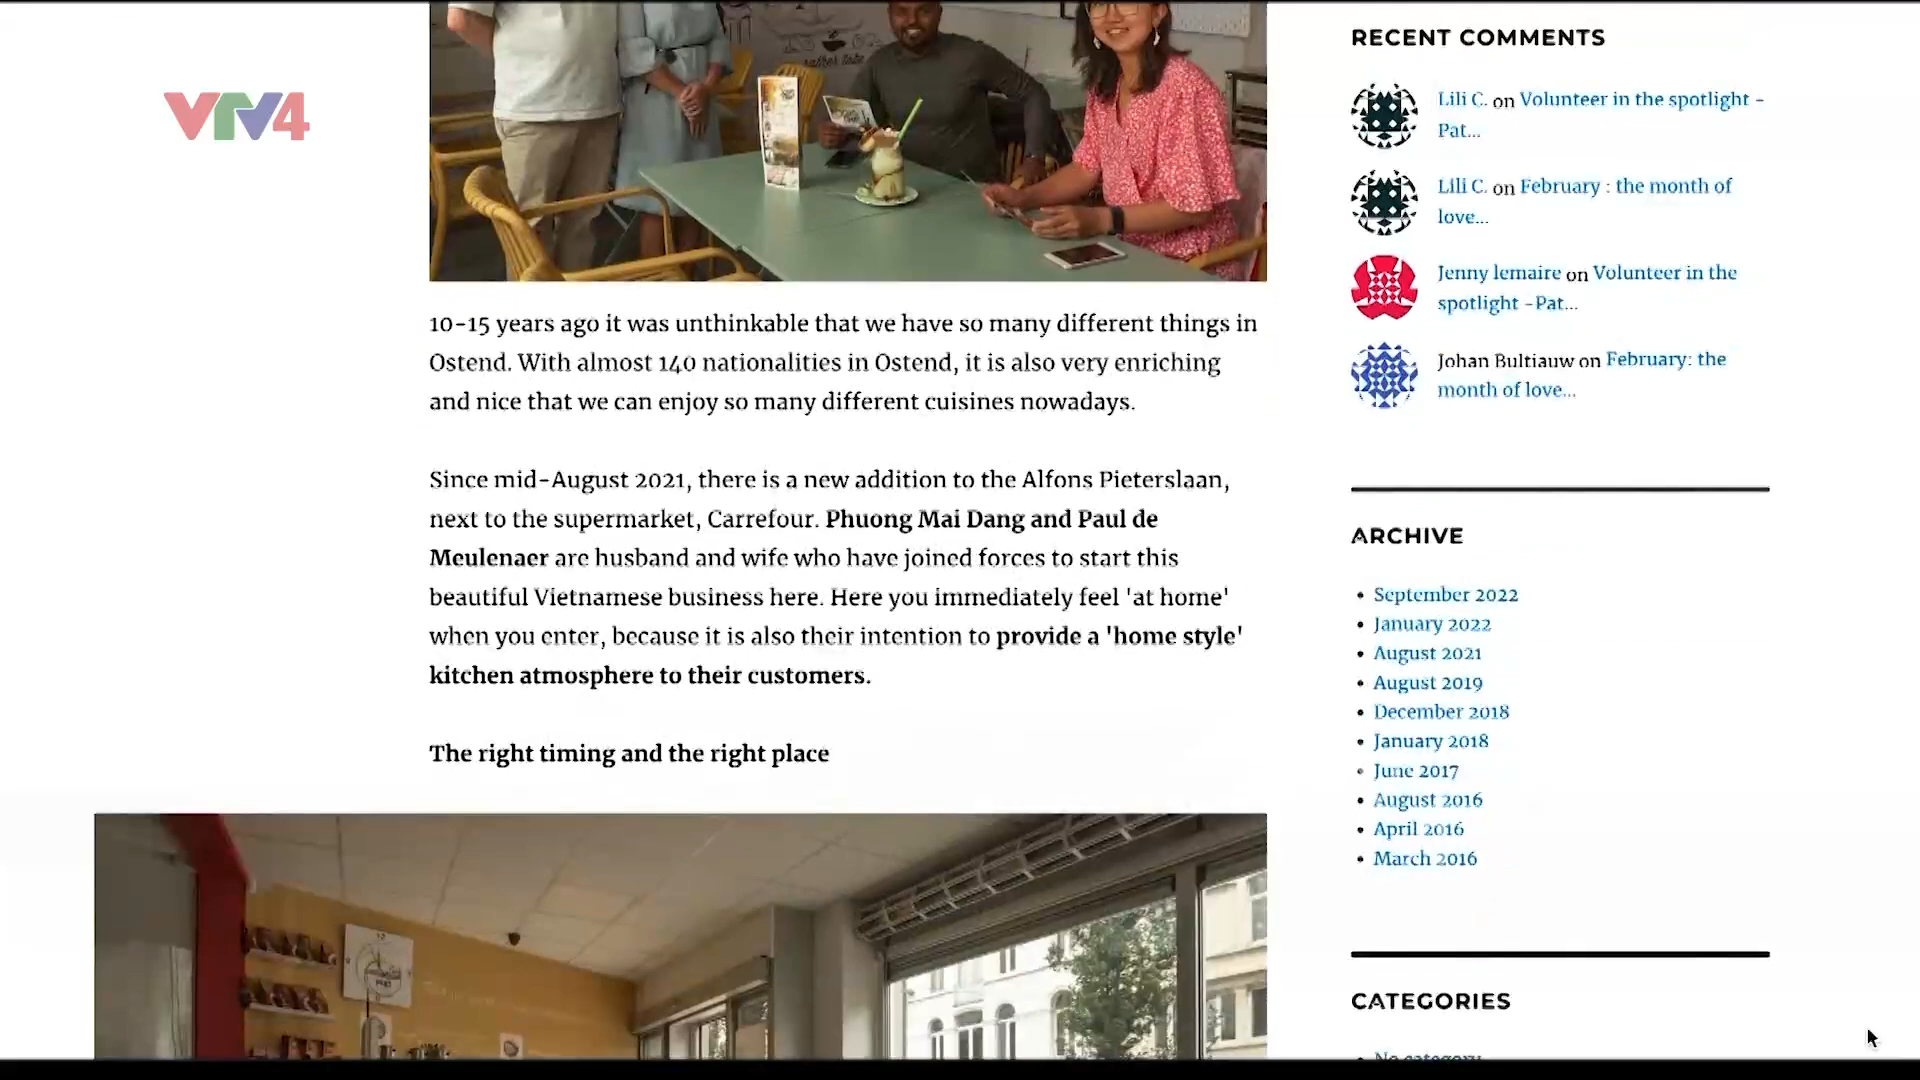 VTV4
10-15 years ago it was unthinkable that we have so many different things in
Ostend. With almost 140 nationalities in Ostend, it is also very enriching
and nice that we can enjoy so many different cuisines nowadays.
Since mid-August 2021, there is a new addition to the Alfons Pieterslaan,
next to the supermarket, Carrefour. Phuong Mai Dang and Paul de
Meulenaer are husband and wife who have joined forces to start this
beautiful Vietnamese business here. Here you immediately feel 'at home'
when you enter, because it is also their intention to provide a 'home style'
kitchen atmosphere to their customers.
The right timing and the right place
RECENT COMMENTS
Lili C. on Volunteer in the spotlight -
Pat...
Lili C. on February : the month of
love...
Jenny lemaire on Volunteer in the
spotlight -Pat...
Johan Bultiauw on February: the
month of love...
ARCHIVE
• September 2022
• January 2022
• August 2021
• August 2019
• December 2018
• January 2018
• June 2017
• August 2016
• April 2016
• March 2016
CATEGORIES
• No category